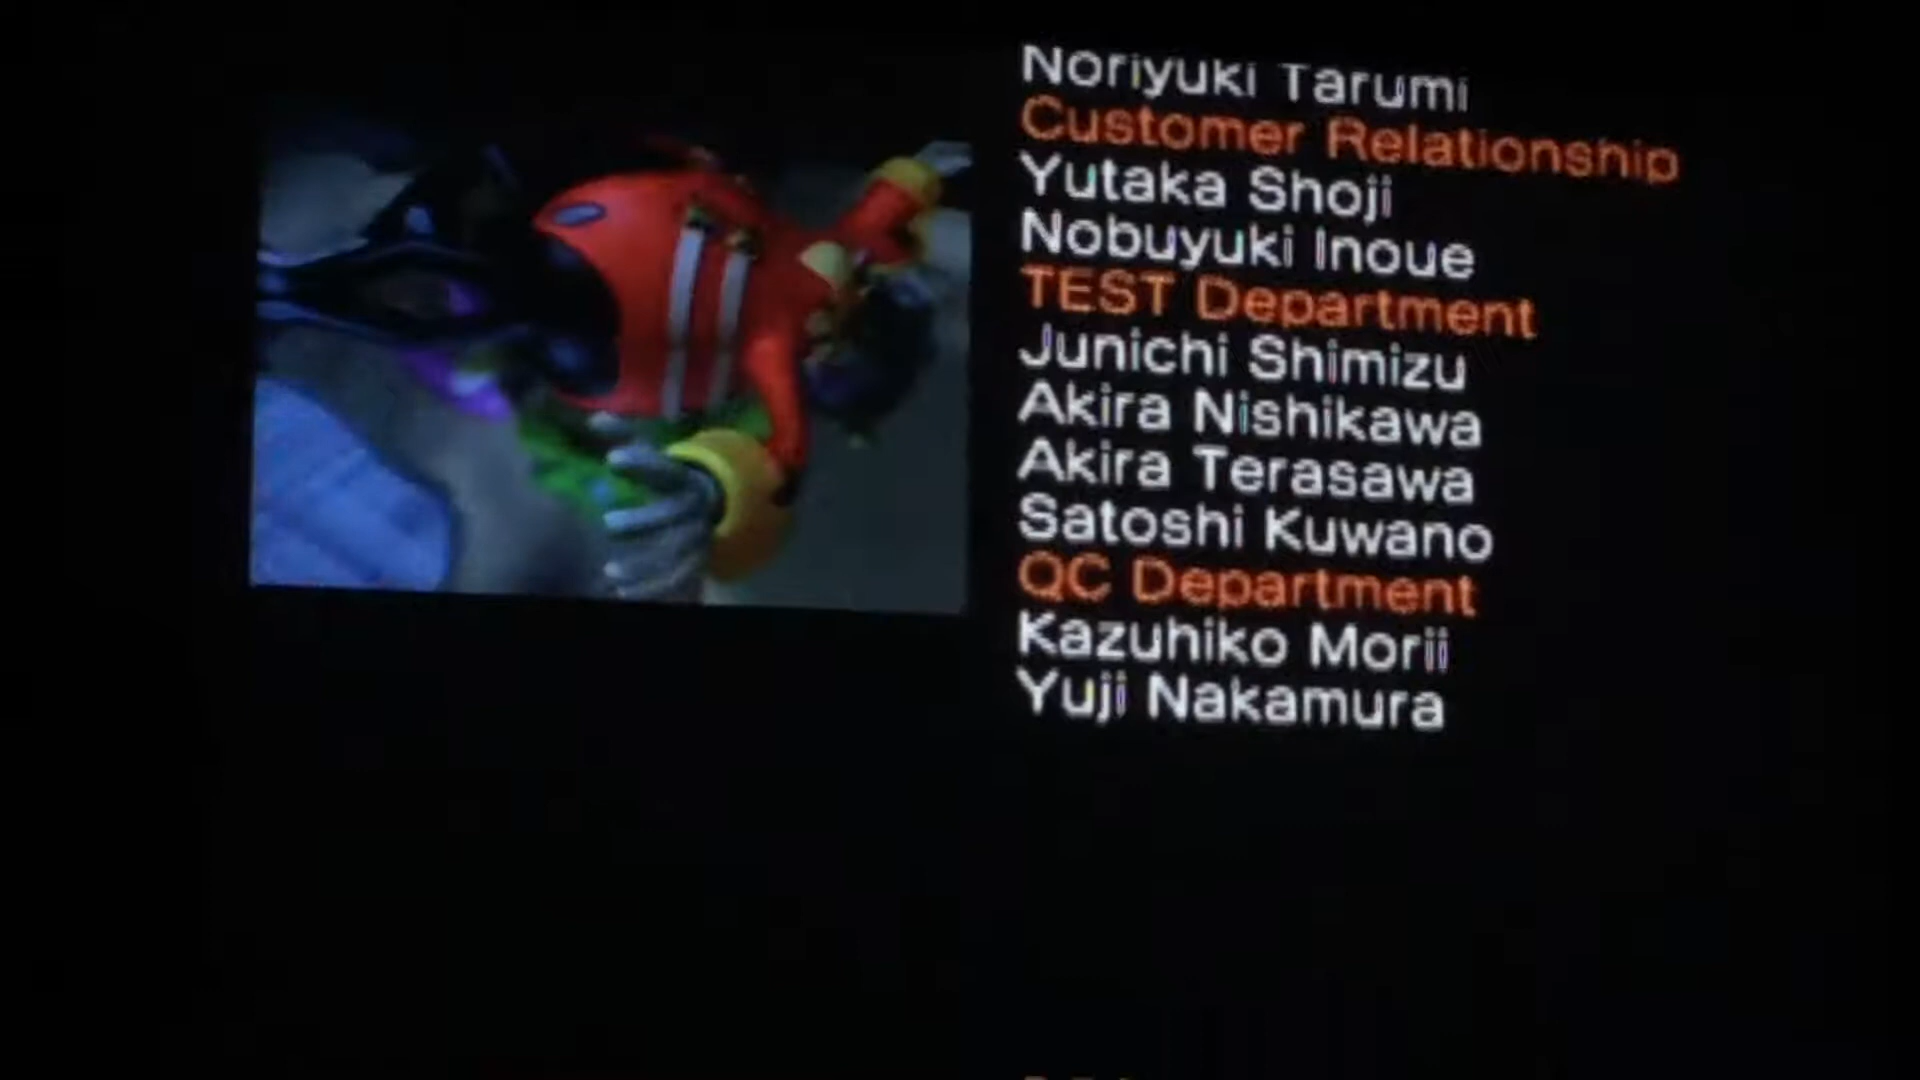 Noriyuki Tarumi
Customer Relationship
Yutaka Shoji
Nobuyuki Inoue
TEST Department
Junichi Shimizu
Akira Nishikawa
Akira Terasawa
Satoshi Kuwano
QC Department
Kazuhiko Morii
Yuji Nakamura